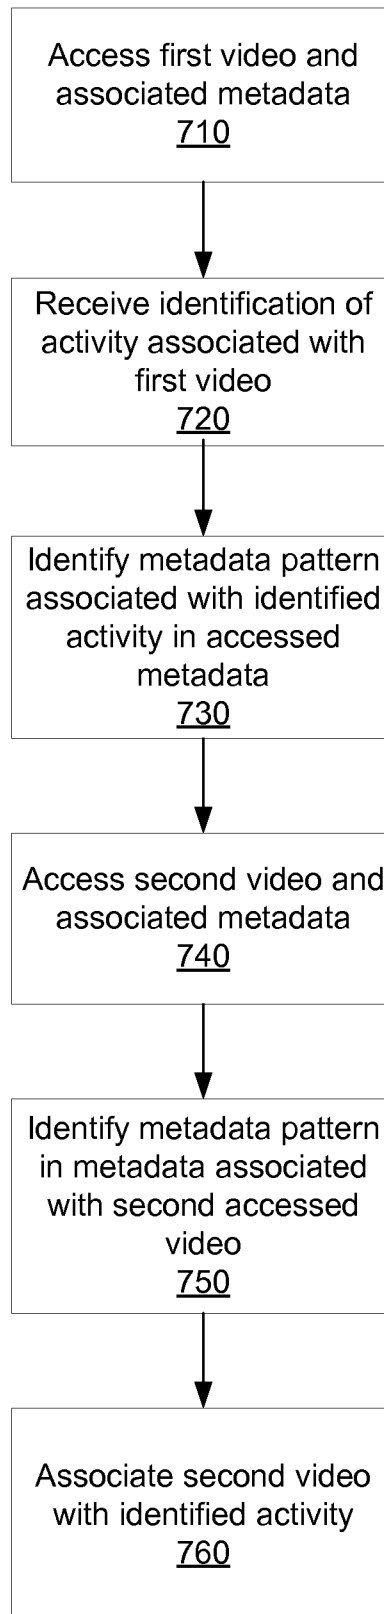 Access first video and
associated metadata
710
Receive identification of
activity associated with
first video
720
Identify metadata pattern
associated with identified
activity in accessed
metadata
730
Access second video and
associated metadata
740
Identify metadata pattern
in metadata associated
with second accessed
video
750
Associate second video
with identified activity
760